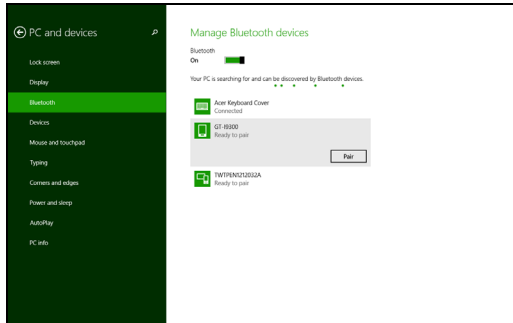 PC and devices
Lock screen
Display
Bluetooth
Devices
Mouse and touchpad
Typing
Corners and edges
Power and sleep
AutoPlay
PC info
Manage Bluetooth devices
Bluetooth
On
Your PC is searching for and can be discovered by Bluetooth devices.
Acer Keyboard Cover
Connected
GT-I9300
Ready to pair
Pair
TWTPEN1212032A
Ready to pair